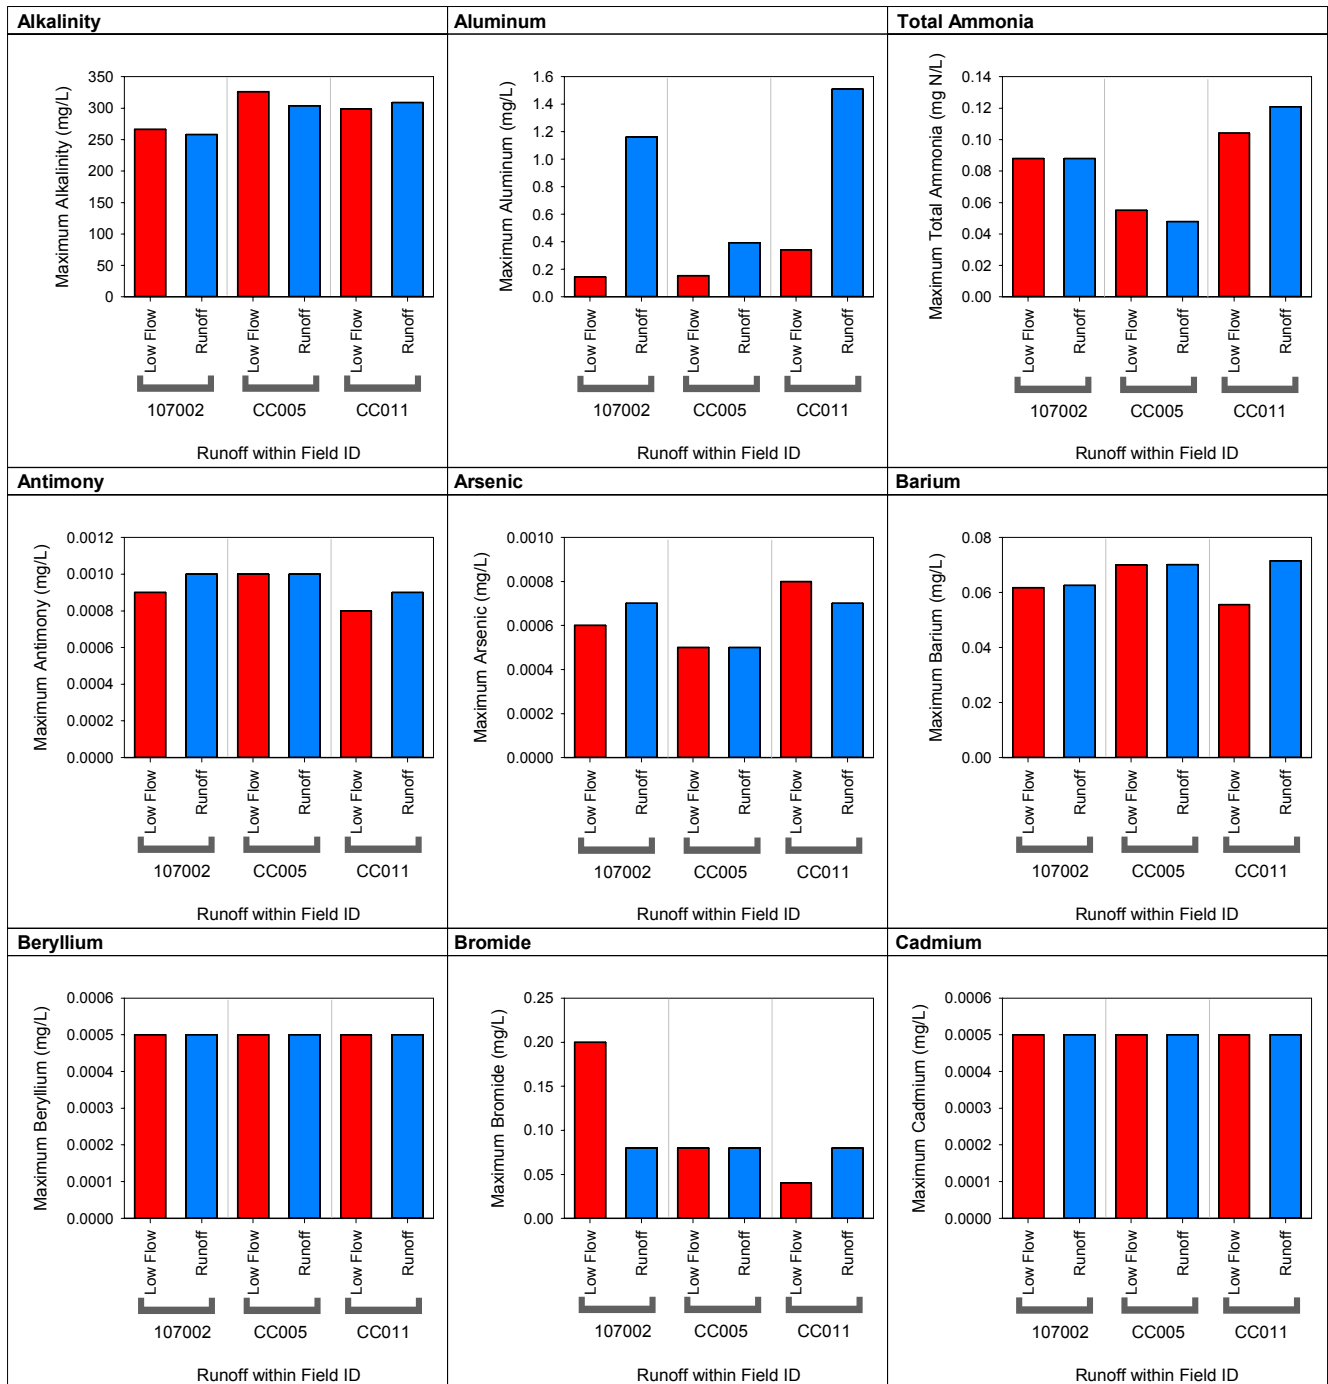 Alkalinity
Maximum Alkalinity (mg/L)
350
300
250
200
150
100
50
0
Low Flow
Runoff
Low Flow
Runoff
Low Flow
Runoff
107002
CC005
CC011
Runoff within Field ID
Aluminum
Maximum Aluminum (mg/L)
1.6
1.4
1.2
1.0
0.8
0.6
0.4
0.2
0.0
Low Flow
Runoff
Low Flow
Runoff
Low Flow
Runoff
107002
CC005
CC011
Runoff within Field ID
Total Ammonia
Maximum Total Ammonia (mg N/L)
0.14
0.12
0.10
0.08
0.06
0.04
0.02
0.00
Low Flow
Runoff
Low Flow
Runoff
Low Flow
Runoff
107002
CC005
CC011
Runoff within Field ID
Antimony
Maximum Antimony (mg/L)
0.0012
0.0010
0.0008
0.0006
0.0004
0.0002
0.0000
Low Flow
Runoff
Low Flow
Runoff
Low Flow
Runoff
107002
CC005
CC011
Runoff within Field ID
Arsenic
Maximum Arsenic (mg/L)
0.0010
0.0008
0.0006
0.0004
0.0002
0.0000
Low Flow
Runoff
Low Flow
Runoff
Low Flow
Runoff
107002
CC005
CC011
Runoff within Field ID
Barium
Maximum Barium (mg/L)
0.08
0.06
0.04
0.02
0.00
Low Flow
Runoff
Low Flow
Runoff
Low Flow
Runoff
107002
CC005
CC011
Runoff within Field ID
Beryllium
Maximum Beryllium (mg/L)
0.0006
0.0005
0.0004
0.0003
0.0002
0.0001
0.0000
Low Flow
Runoff
Low Flow
Runoff
Low Flow
Runoff
107002
CC005
CC011
Runoff within Field ID
Bromide
Maximum Bromide (mg/L)
0.25
0.20
0.15
0.10
0.05
0.00
Low Flow
Runoff
Low Flow
Runoff
Low Flow
Runoff
107002
CC005
CC011
Runoff within Field ID
Cadmium
Maximum Cadmium (mg/L)
0.0006
0.0005
0.0004
0.0003
0.0002
0.0001
0.0000
Low Flow
Runoff
Low Flow
Runoff
Low Flow
Runoff
107002
CC005
CC011
Runoff within Field ID